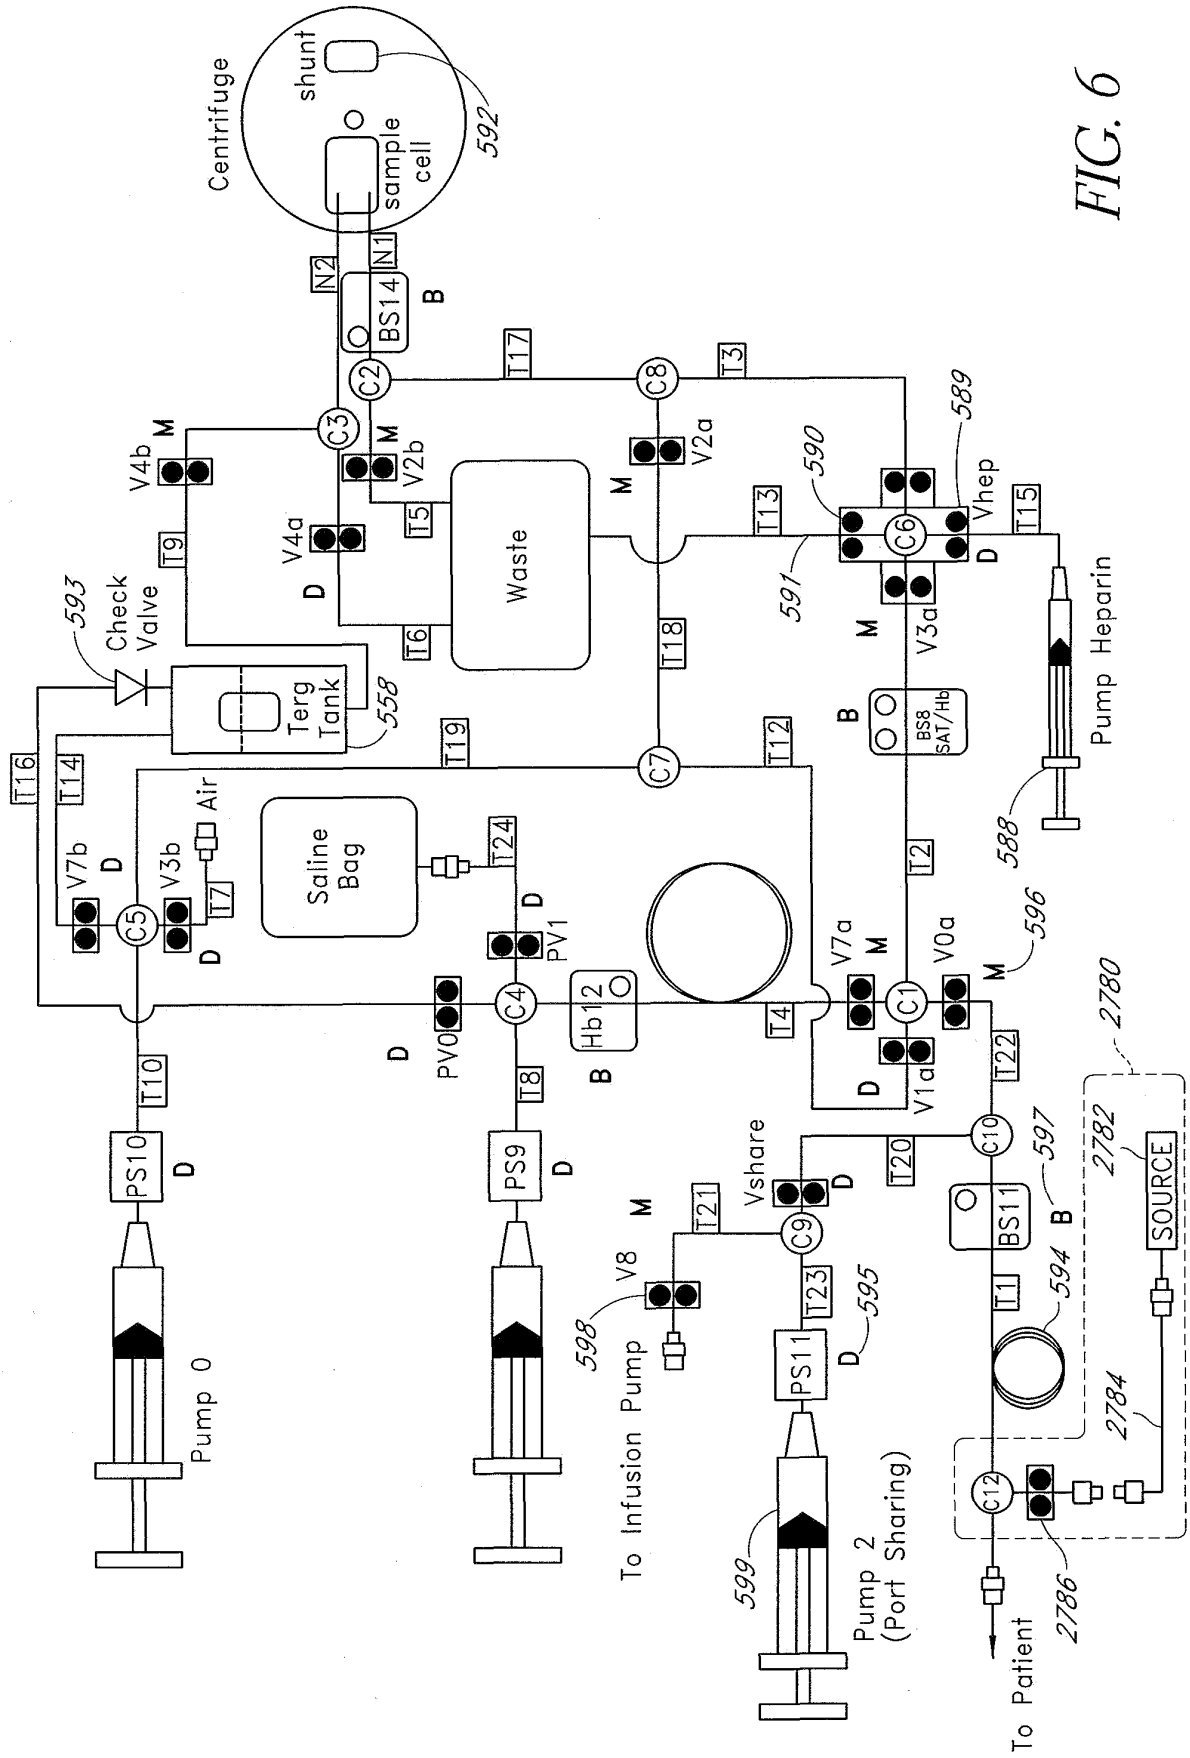 Centrifuge
shunt
592
sample
cell
N2
N1
BS14
B
C2
C3
M
V4b
T9
593
Check
Valve
T16
T14
Terg
Tank
558
V4a
D
T6
T5
V2b
M
Waste
T17
C8
T3
V2a
M
T18
T13
590
589
591
C6
Vhep
D
T15
V3a
M
BS8
SAT/Hb
B
Pump Heparin
588
T19
C7
T12
T2
Air
T7
V7b
D
V3b
D
C5
T10
PS10
D
Pump 0
Saline
Bag
T24
D
PV1
C4
PV0
D
Hb12
B
T8
PS9
D
T4
V7a
M
C1
V0a
M
596
V1a
D
T22
C10
T20
Vshare
D
C9
T21
M
V8
598
To Infusion Pump
T23
PS11
D
595
599
Pump 2
(Port Sharing)
BS11
B
597
T1
594
2780
2782
SOURCE
2784
C12
2786
To Patient
FIG. 6